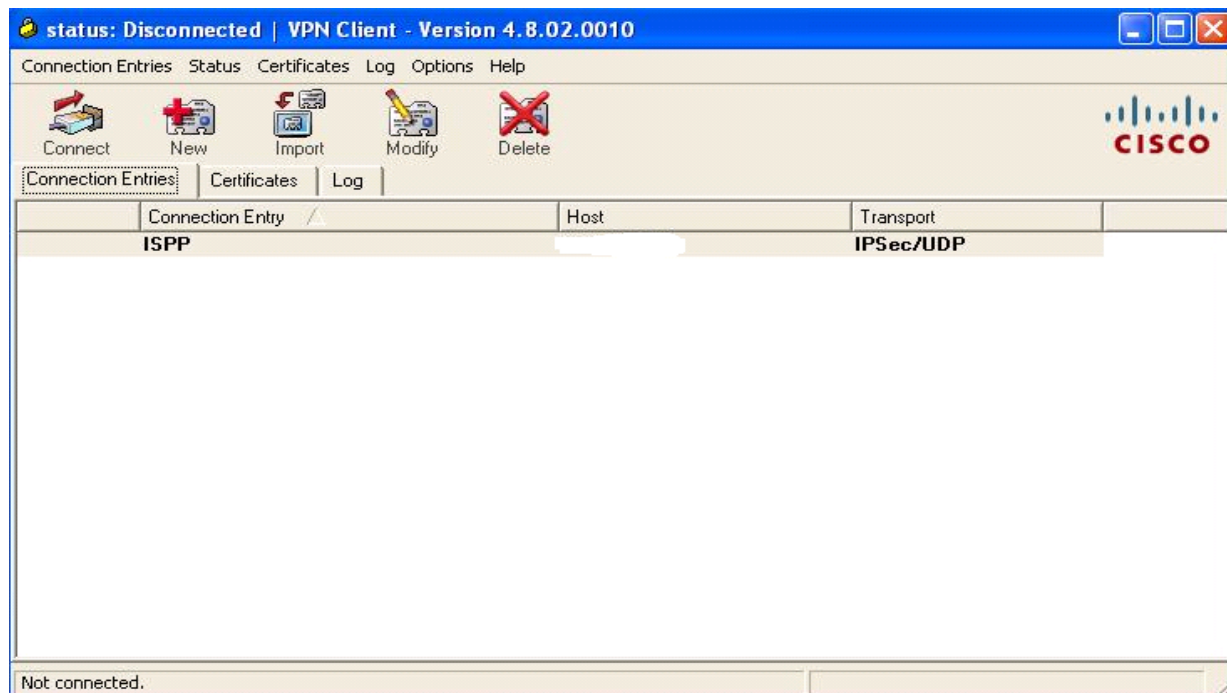 status: Disconnected | VPN Client - Version 4.8.02.0010
Connection Entries Status Certificates Log Options Help
Connect New Import Modify Delete
CISCO
Connection Entries Certificates Log
Connection Entry Host Transport
ISPP IPSec/UDP
Not connected.